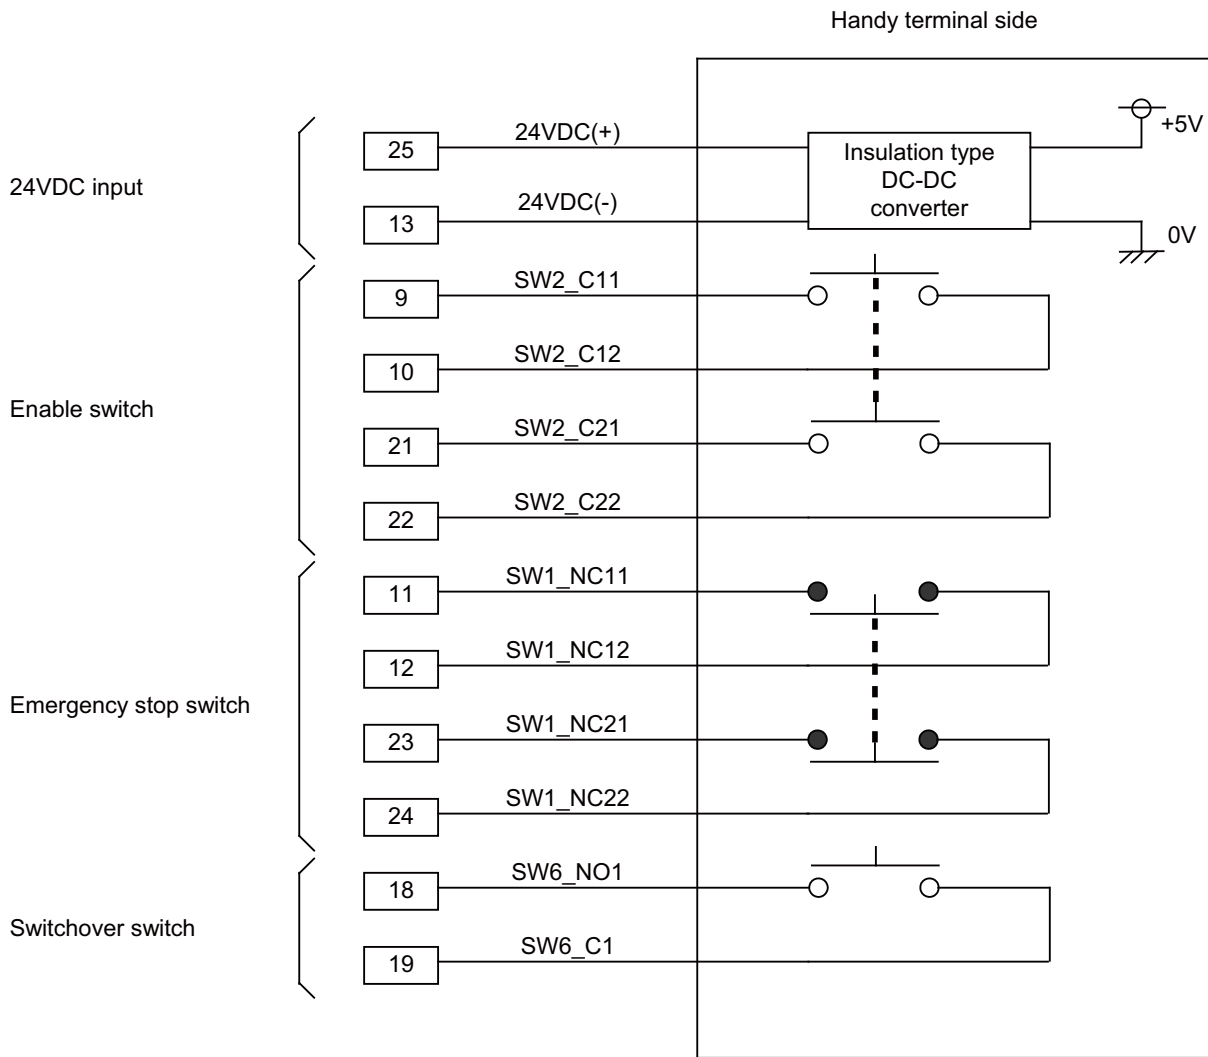 Handy terminal side
24VDC input
25
24VDC(+)
Insulation type
DC-DC
converter
+5V
13
24VDC(-)
0V
Enable switch
9
SW2_C11
10
SW2_C12
21
SW2_C21
22
SW2_C22
Emergency stop switch
11
SW1_NC11
12
SW1_NC12
23
SW1_NC21
24
SW1_NC22
Switchover switch
18
SW6_NO1
19
SW6_C1